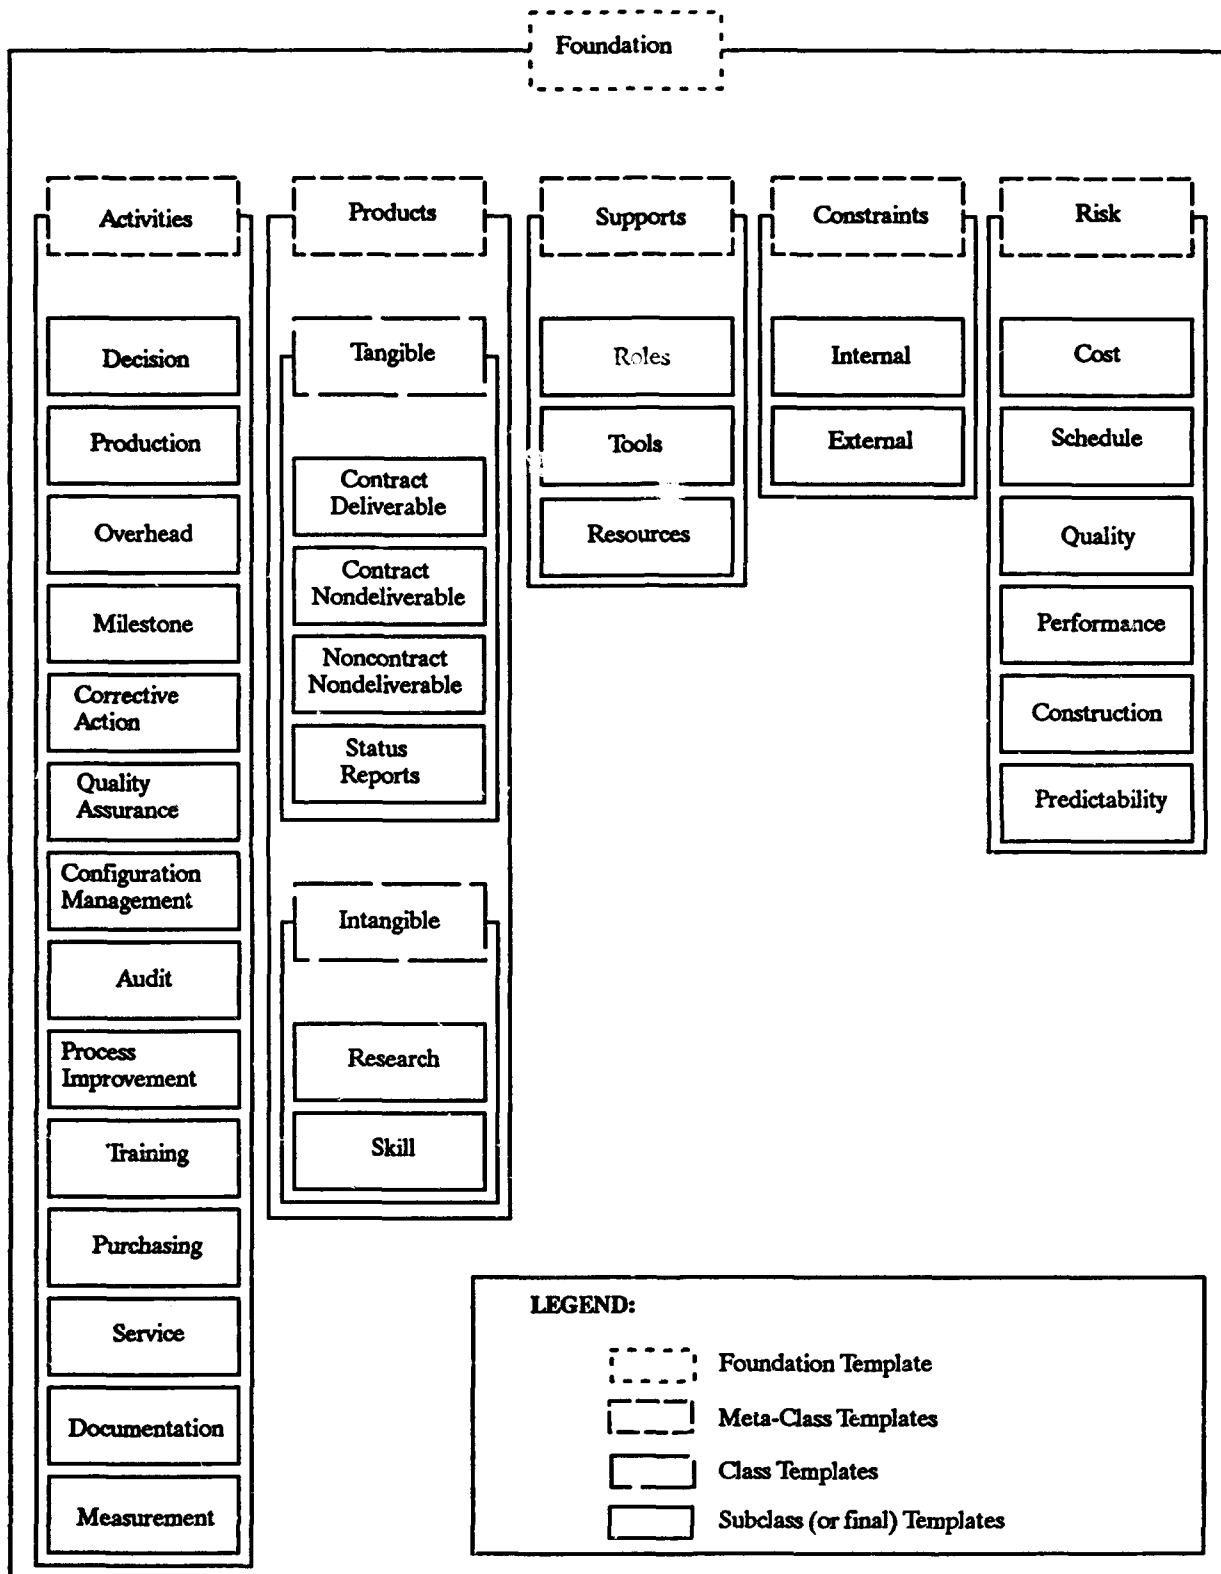 Foundation
Activities
Decision
Production
Overhead
Milestone
Corrective
Action
Quality
Assurance
Configuration
Management
Audit
Process
Improvement
Training
Purchasing
Service
Documentation
Measurement
Products
Tangible
Contract
Deliverable
Contract
Nondeliverable
Noncontract
Nondeliverable
Status
Reports
Intangible
Research
Skill
Supports
Roles
Tools
Resources
Constraints
Internal
External
Risk
Cost
Schedule
Quality
Performance
Construction
Predictability
LEGEND:
Foundation Template
Meta-Class Templates
Class Templates
Subclass (or final) Templates